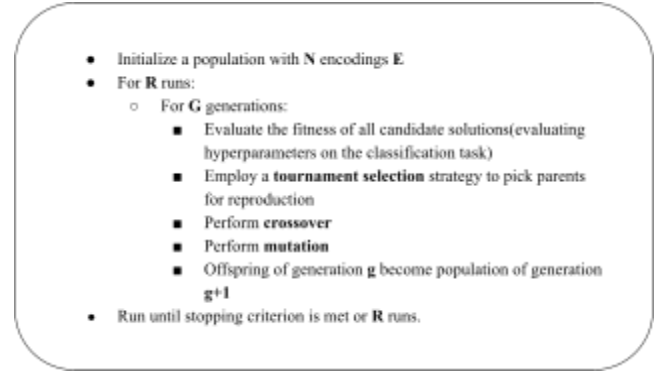 ● Initialize a population with N encodings E
● For R runs:
○ For G generations:
■ Evaluate the fitness of all candidate solutions(evaluating
hyperparameters on the classification task)
■ Employ a tournament selection strategy to pick parents
for reproduction
■ Perform crossover
■ Perform mutation
■ Offspring of generation g become population of generation
g+1
● Run until stopping criterion is met or R runs.